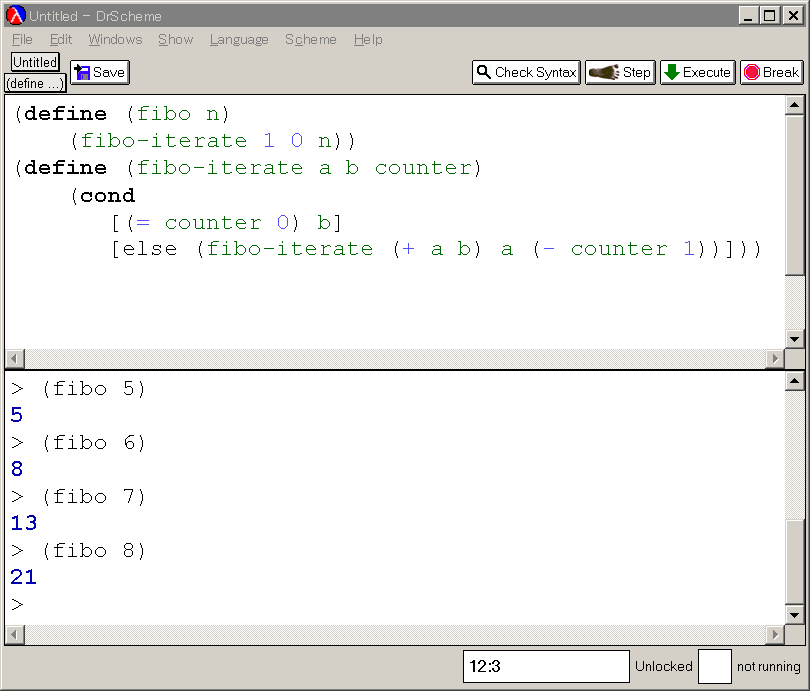 Untitled - DrScheme
File Edit Windows Show Language Scheme Help
Untitled
(define ...)
Save
Check Syntax Step Execute Break
(define (fibo n)
(fibo-iterate 1 0 n))
(define (fibo-iterate a b counter)
(cond
[(= counter 0) b]
[else (fibo-iterate (+ a b) a (- counter 1))]))
> (fibo 5)
5
> (fibo 6)
8
> (fibo 7)
13
> (fibo 8)
21
>
12:3 Unlocked not running